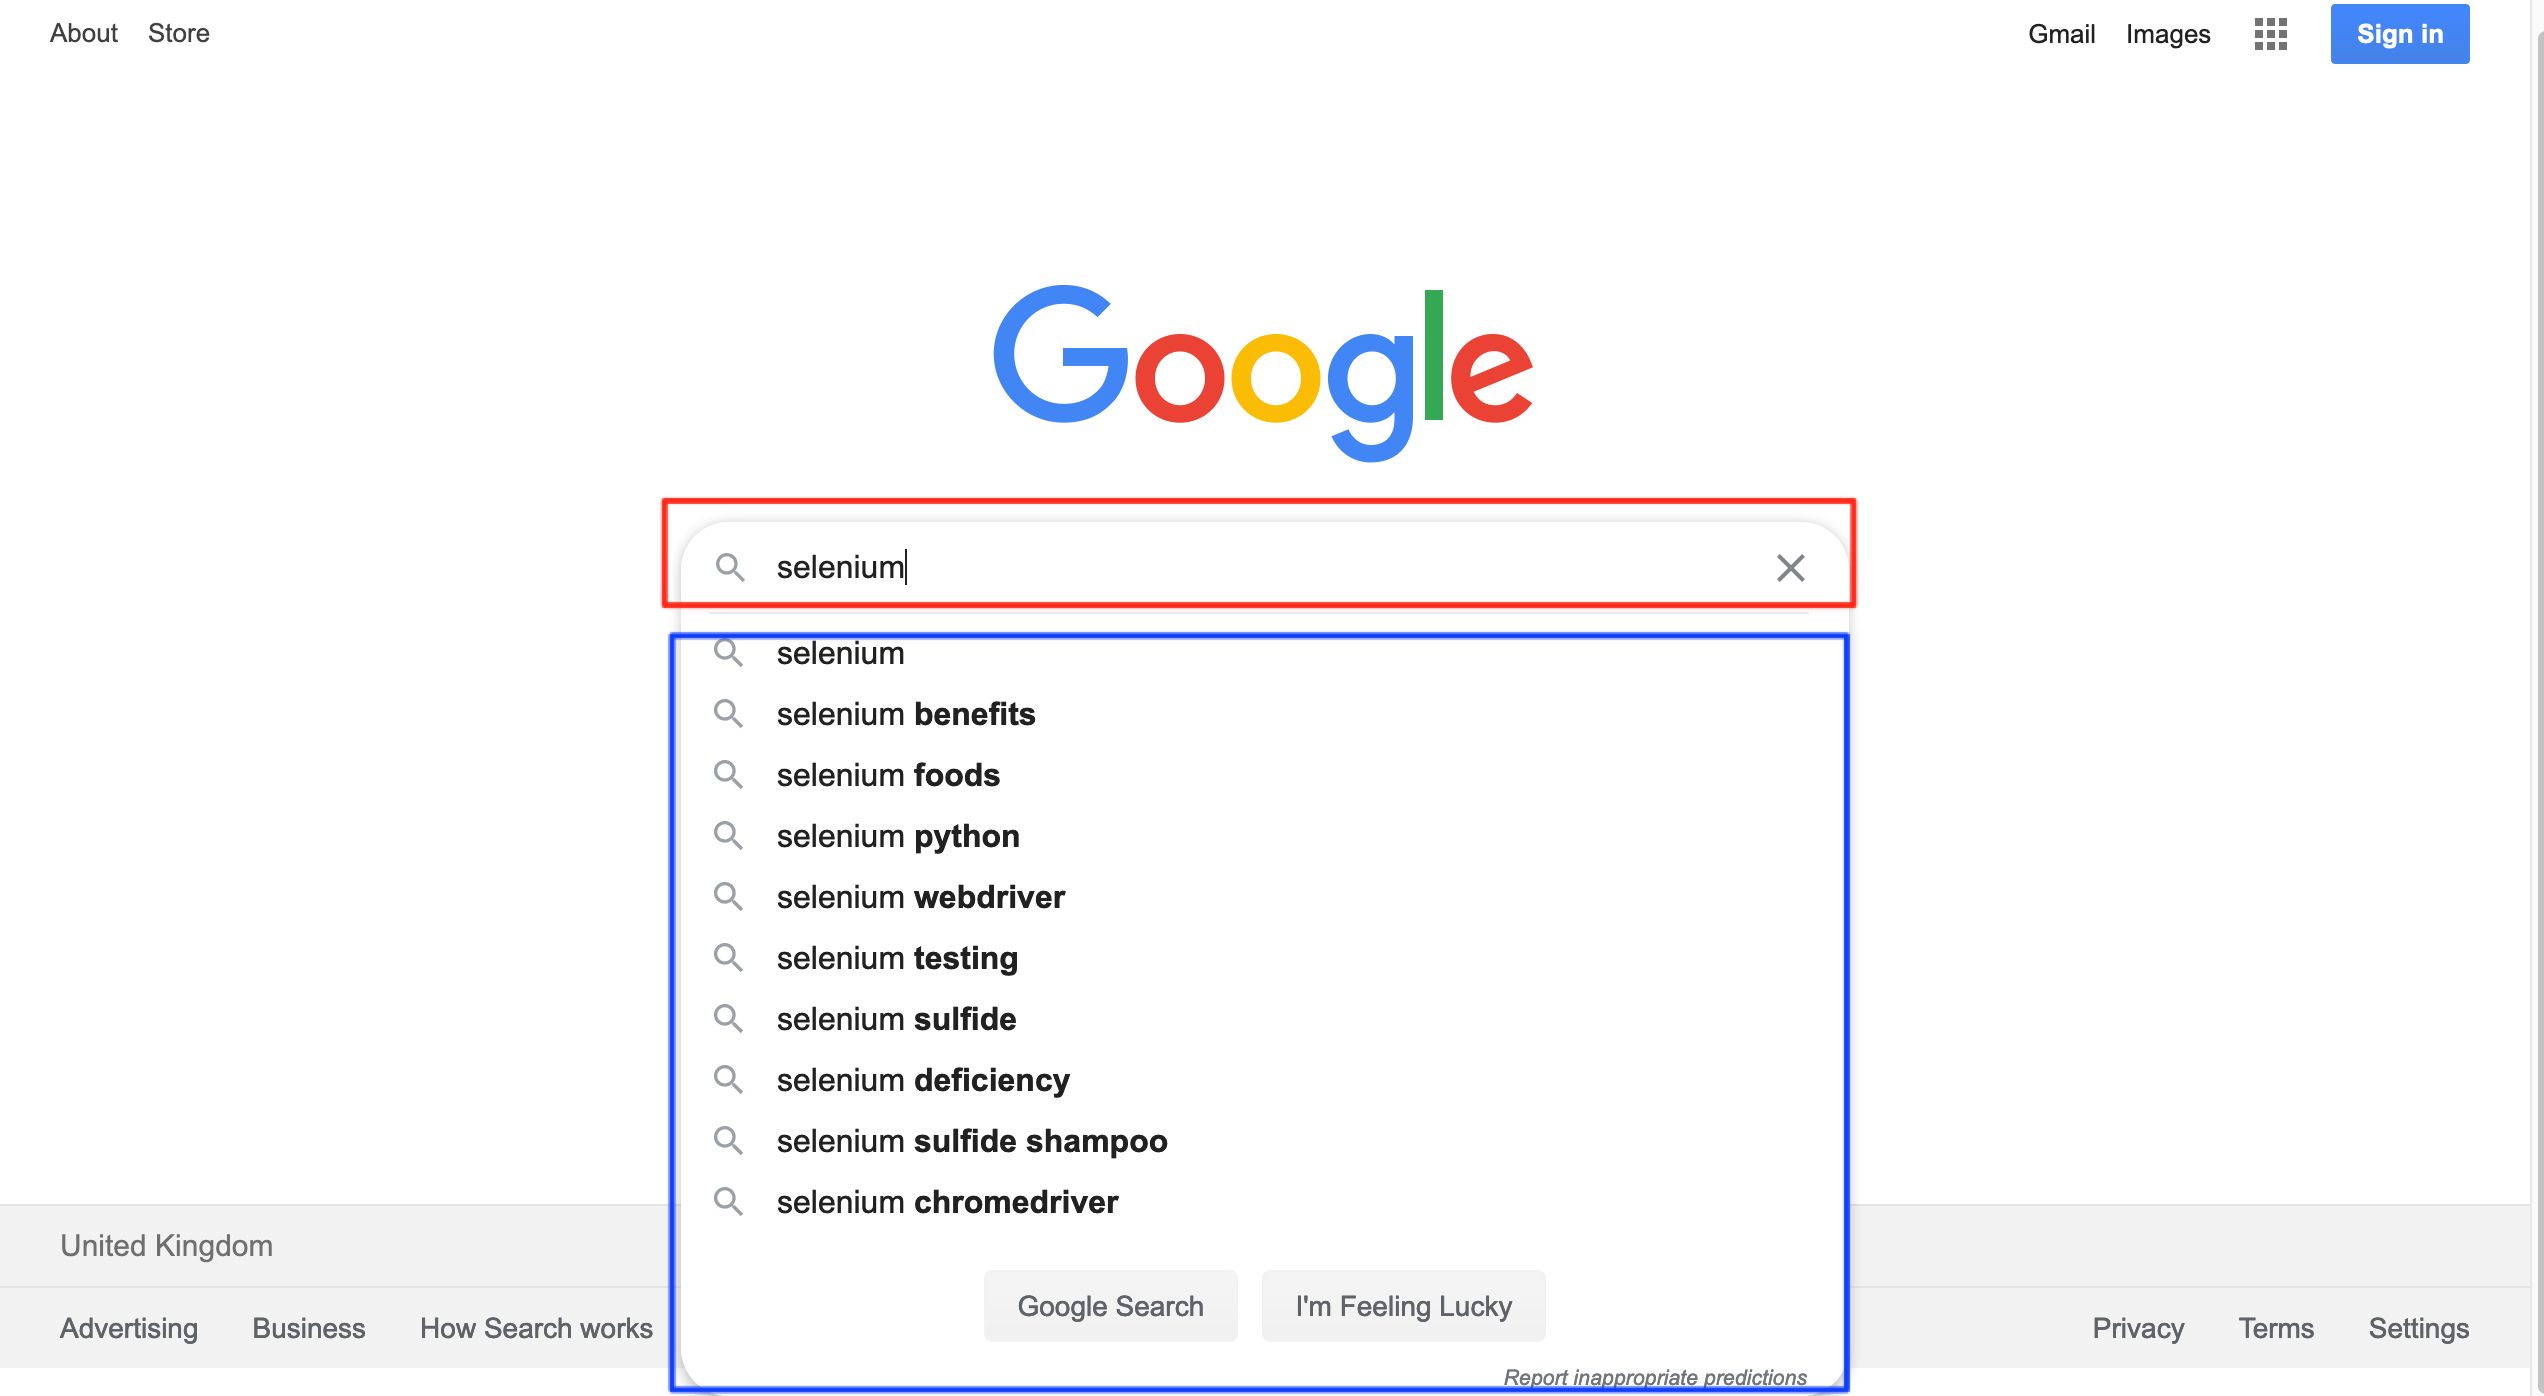 About Store Gmail Images Sign in
Google
selenium
selenium
selenium benefits
selenium foods
selenium python
selenium webdriver
selenium testing
selenium sulfide
selenium deficiency
selenium sulfide shampoo
selenium chromedriver
United Kingdom
Google Search I'm Feeling Lucky
Advertising Business How Search works Privacy Terms Settings
Report inappropriate predictions